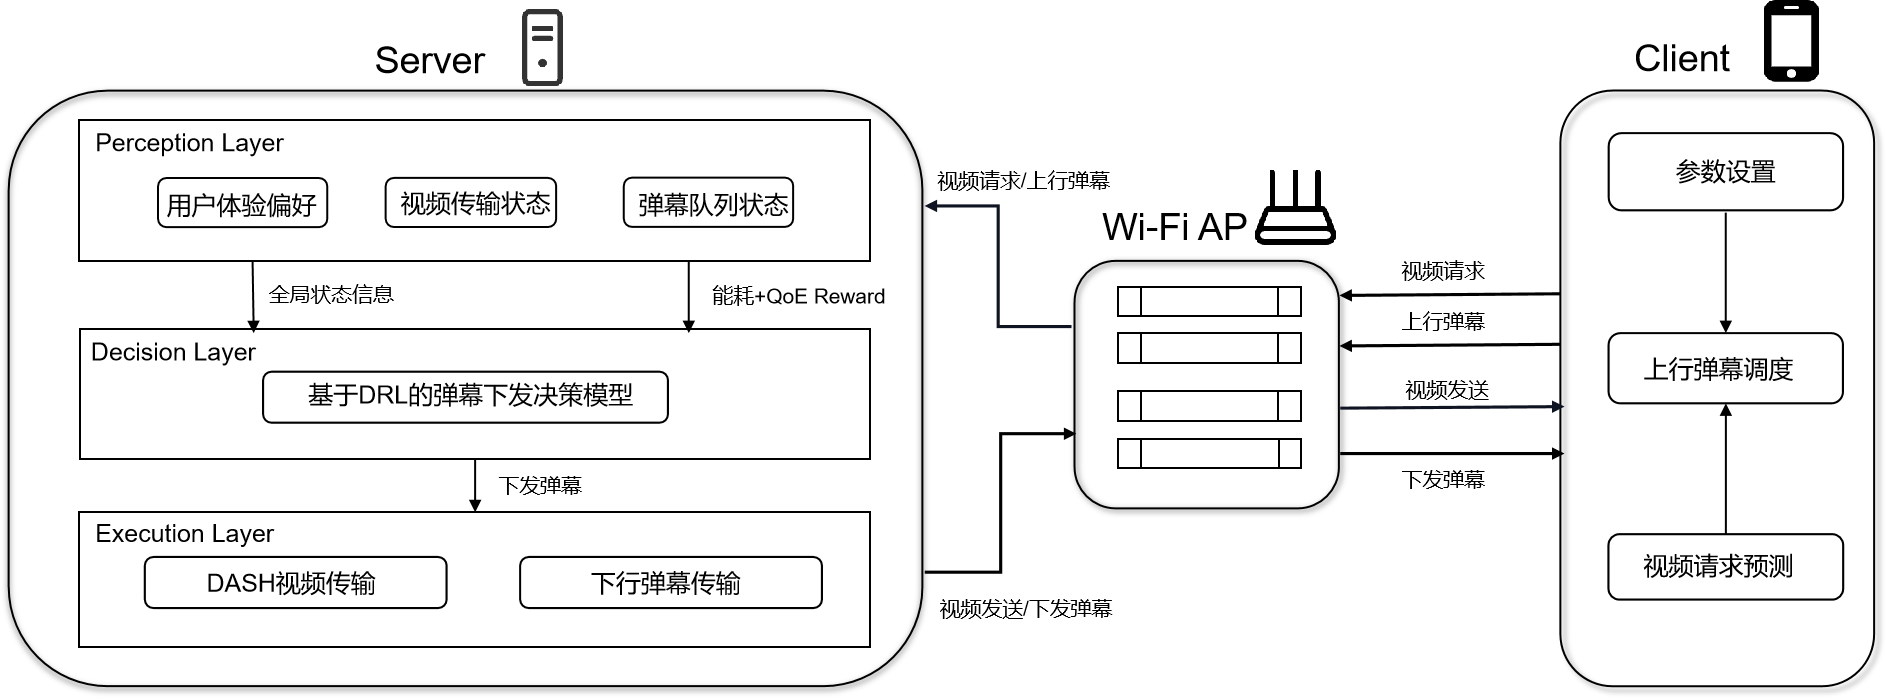 Server
Perception Layer
用户体验偏好
视频传输状态
弹幕队列状态
全局状态信息
能耗+QoE Reward
Decision Layer
基于DRL的弹幕下发决策模型
下发弹幕
Execution Layer
DASH视频传输
下行弹幕传输
视频请求/上行弹幕
视频发送/下发弹幕
Wi-Fi AP
视频请求
上行弹幕
视频发送
下发弹幕
Client
参数设置
上行弹幕调度
视频请求预测